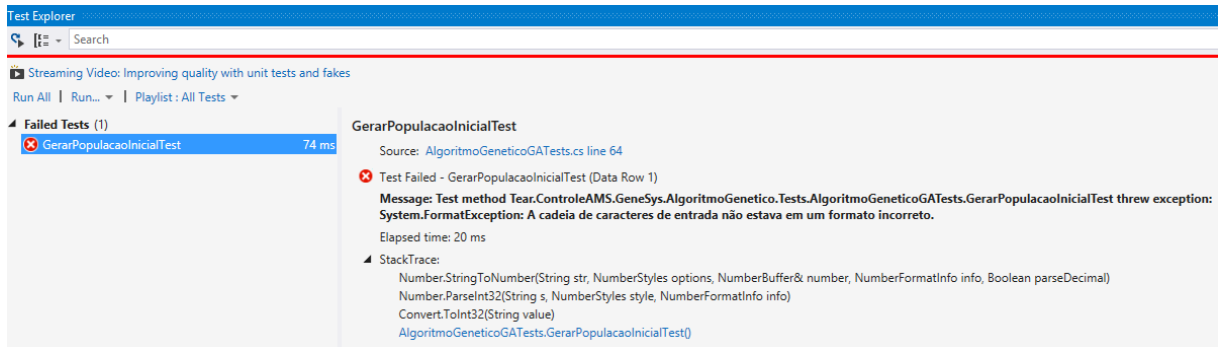 Test Explorer
Search
Streaming Video: Improving quality with unit tests and fakes
Run All | Run... | Playlist : All Tests
Failed Tests (1)
GerarPopulacaoInicialTest 74 ms
GerarPopulacaoInicialTest
Source: AlgoritmoGeneticoGATests.cs line 64
Test Failed - GerarPopulacaoInicialTest (Data Row 1)
Message: Test method Tear.ControleAMS.GeneSys.AlgoritmoGenetico.Tests.AlgoritmoGeneticoGATests.GerarPopulacaoInicialTest threw exception:
System.FormatException: A cadeia de caracteres de entrada não estava em um formato incorreto.
Elapsed time: 20 ms
StackTrace:
Number.StringToNumber(String str, NumberStyles options, NumberBuffer& number, NumberFormatInfo info, Boolean parseDecimal)
Number.ParseInt32(String s, NumberStyles style, NumberFormatInfo info)
Convert.ToInt32(String value)
AlgoritmoGeneticoGATests.GerarPopulacaoInicialTest()